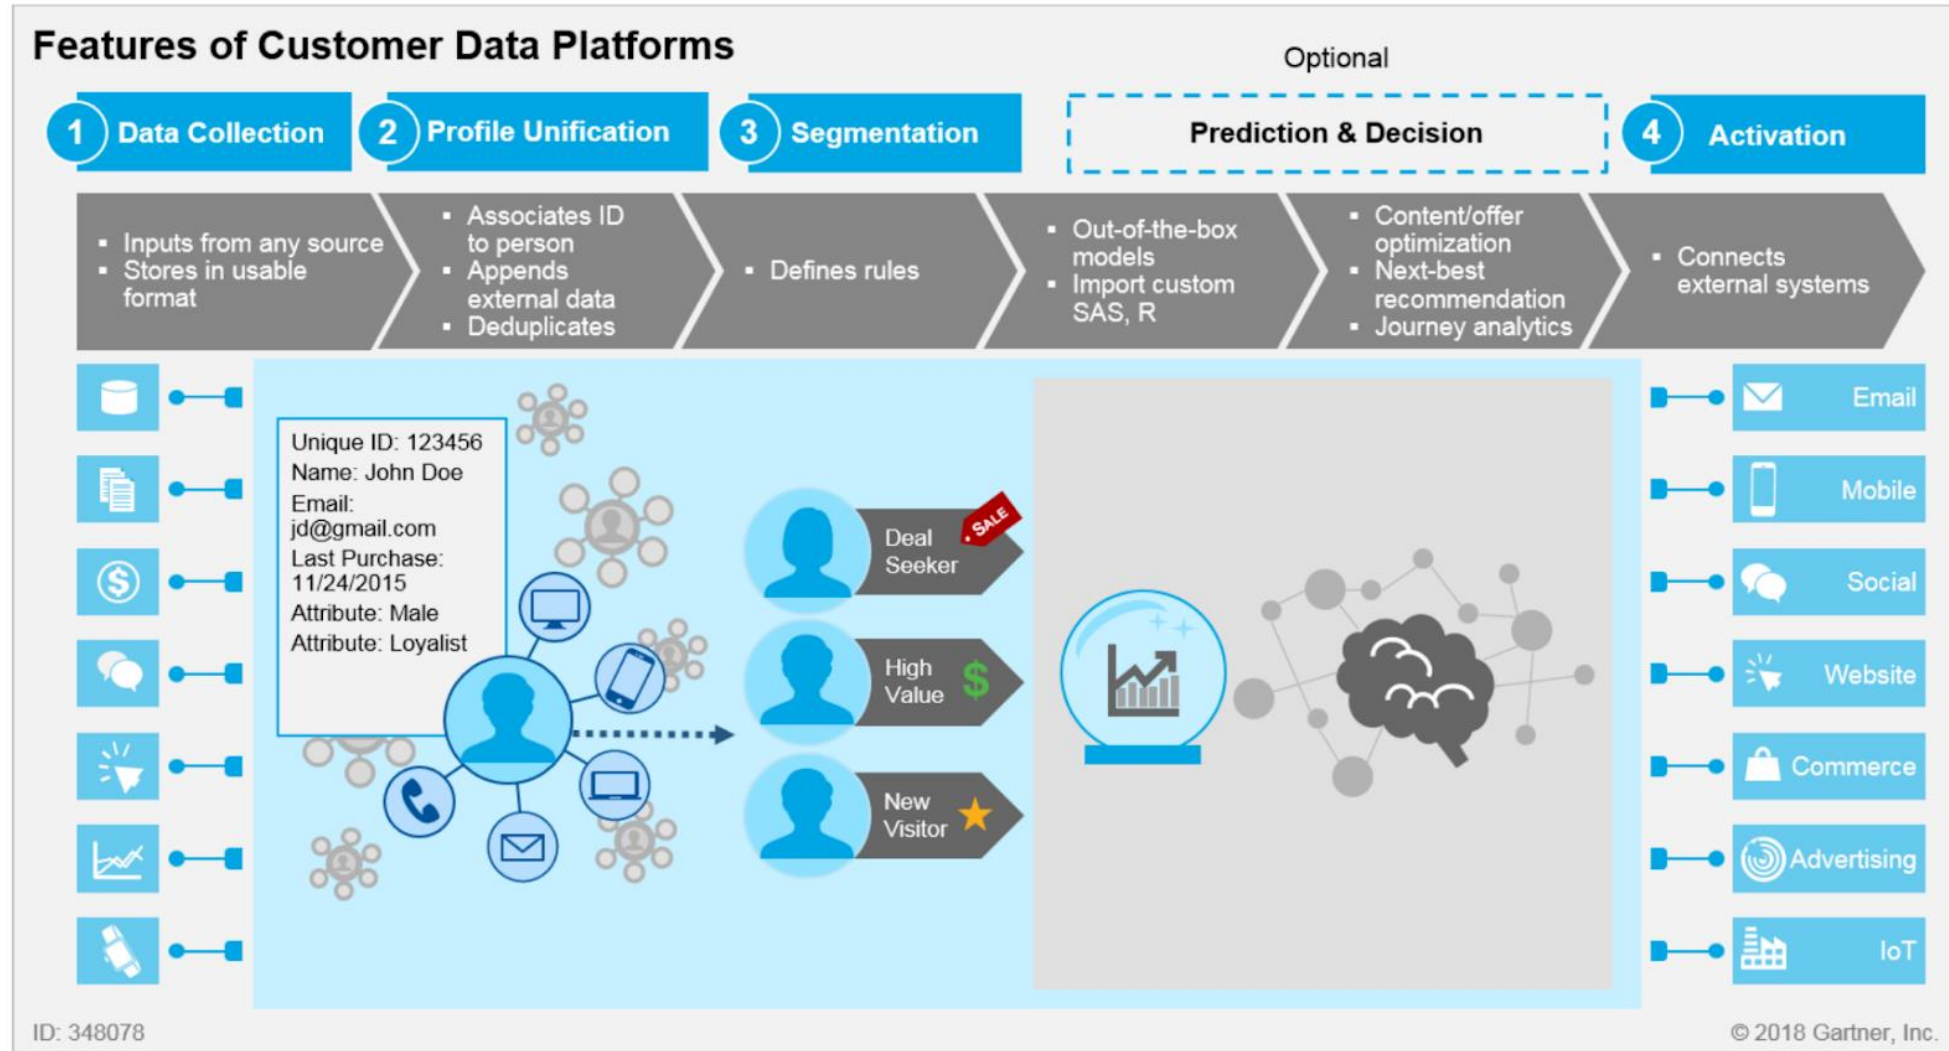 Features of Customer Data Platforms
Optional
1 Data Collection
2 Profile Unification
3 Segmentation
Prediction & Decision
4 Activation
▪ Inputs from any source
▪ Stores in usable
format
▪ Associates ID
to person
▪ Appends
external data
▪ Deduplicates
▪ Defines rules
▪ Out-of-the-box
models
▪ Import custom
SAS, R
▪ Content/offer
optimization
▪ Next-best
recommendation
▪ Journey analytics
▪ Connects
external systems
Unique ID: 123456
Name: John Doe
Email:
jd@gmail.com
Last Purchase:
11/24/2015
Attribute: Male
Attribute: Loyalist
Deal
Seeker
SALE
High
Value
$
New
Visitor
$
Email
Mobile
Social
Website
Commerce
Advertising
IoT
ID: 348078
© 2018 Gartner, Inc.